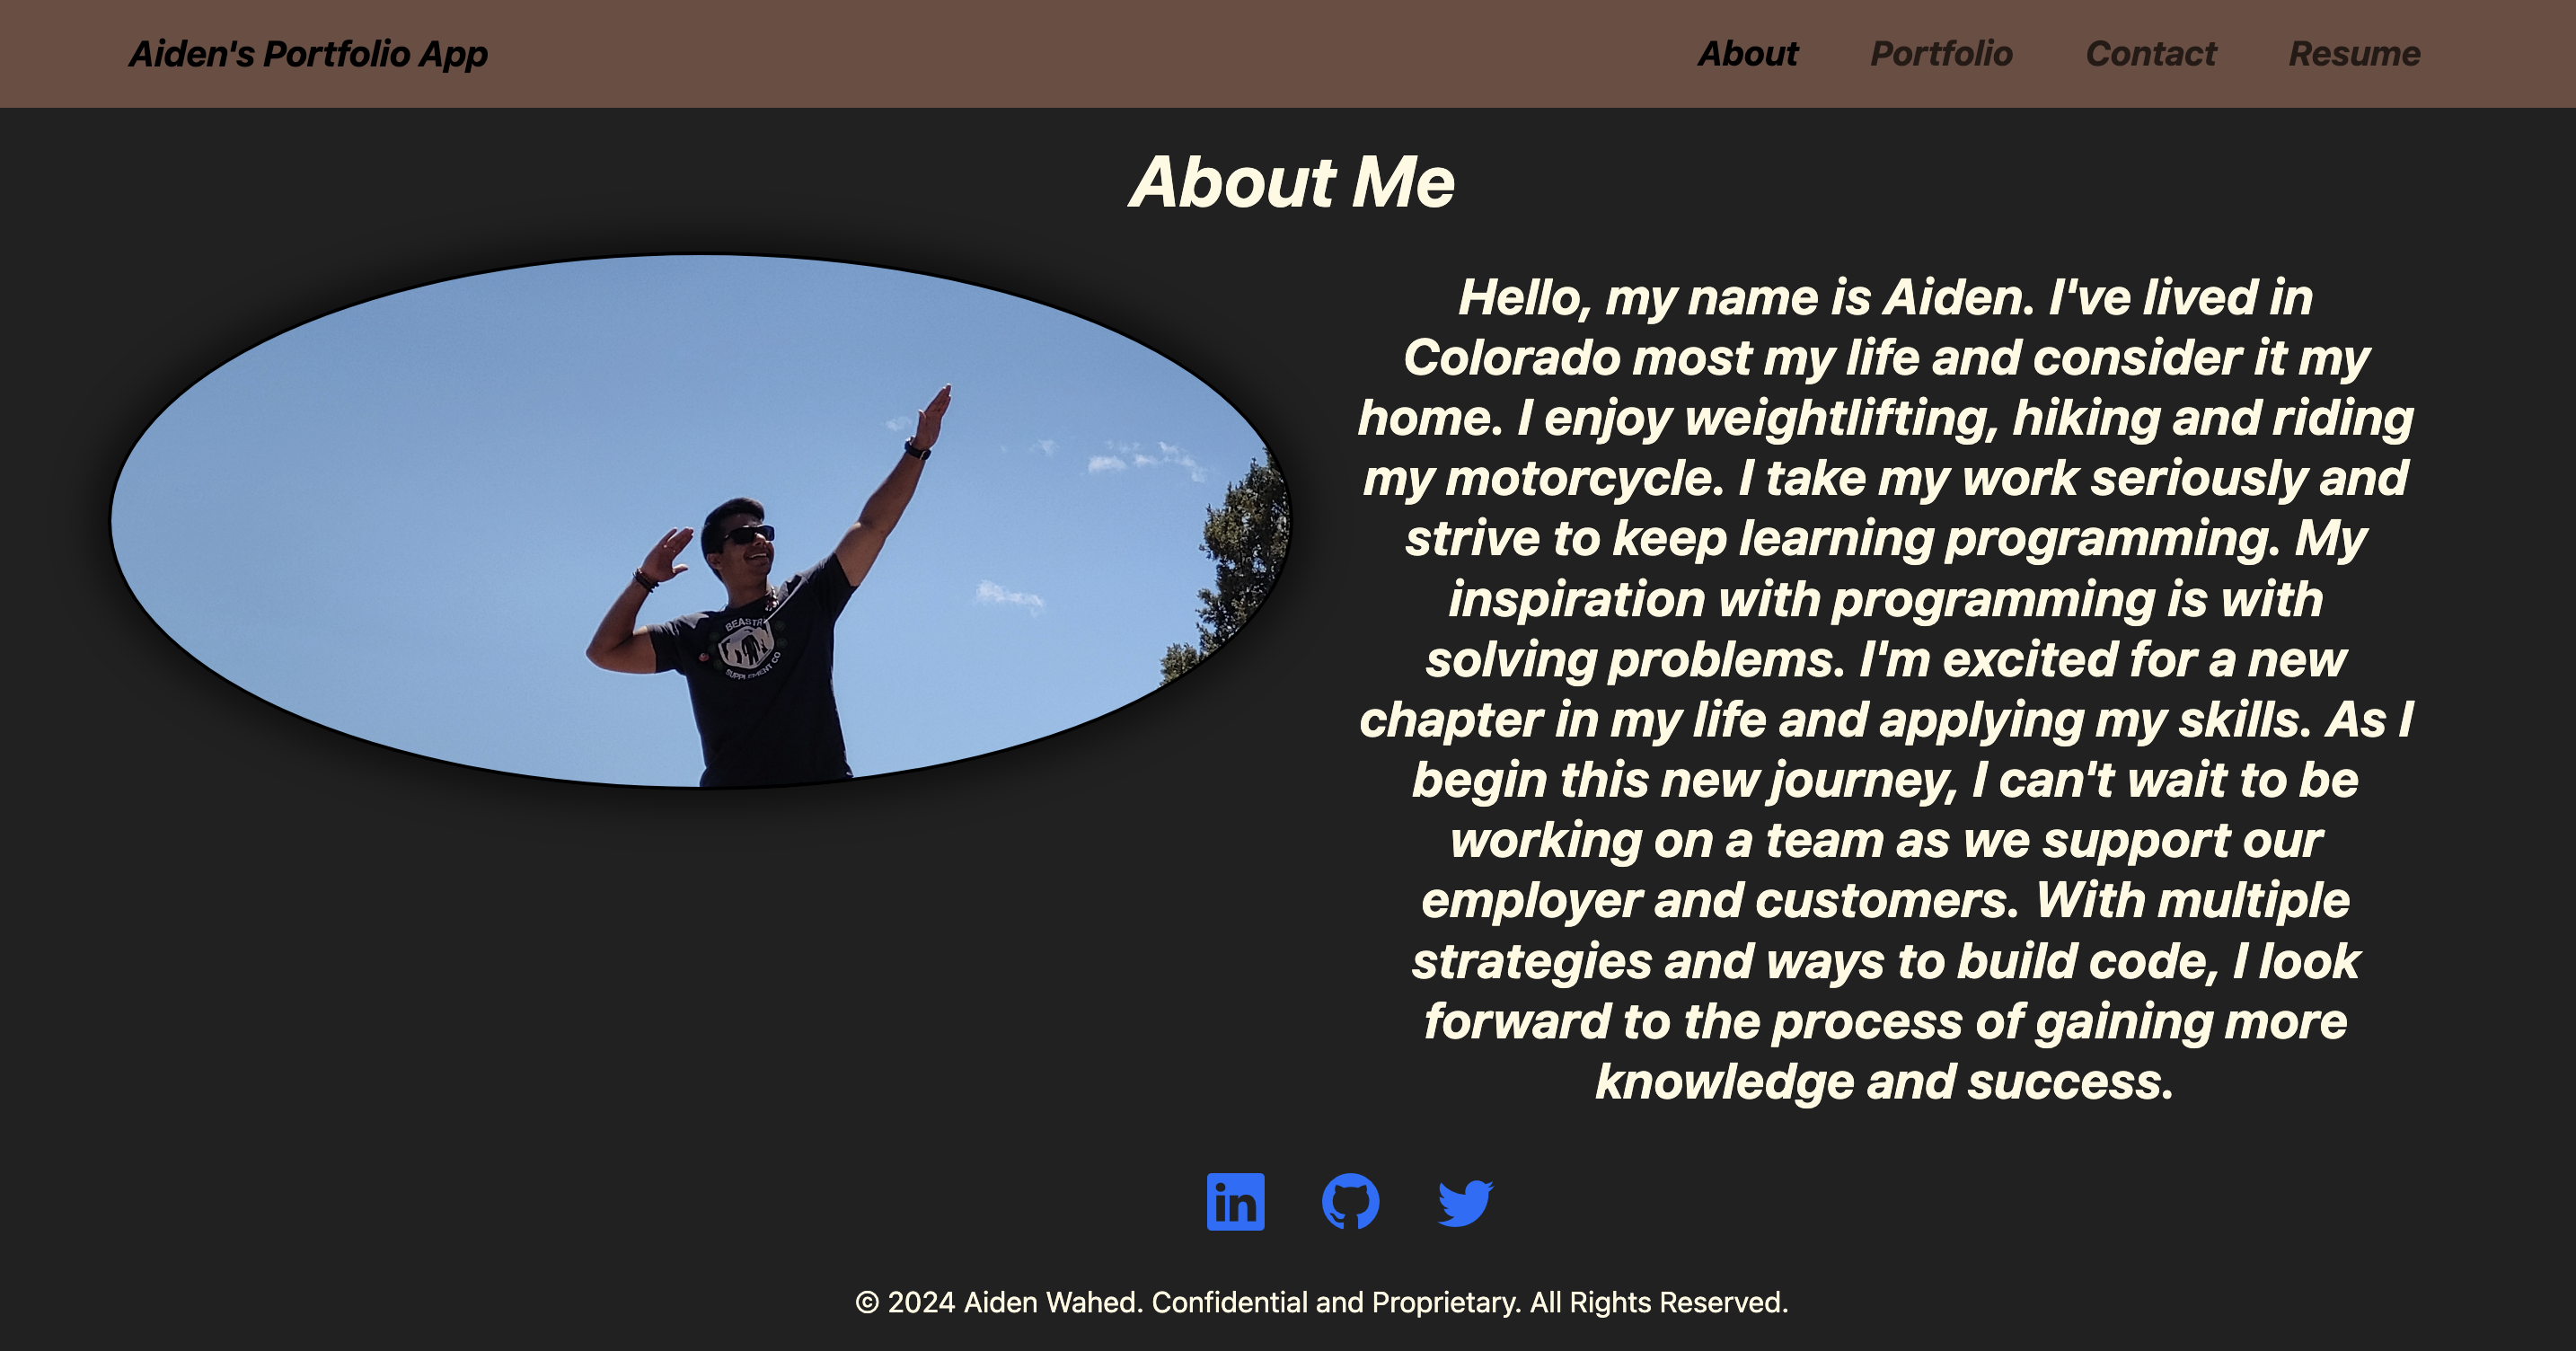 Aiden's Portfolio App
About Portfolio Contact Resume
About Me
Hello, my name is Aiden. I've lived in
Colorado most my life and consider it my
home. I enjoy weightlifting, hiking and riding
my motorcycle. I take my work seriously and
strive to keep learning programming. My
inspiration with programming is with
solving problems. I'm excited for a new
chapter in my life and applying my skills. As I
begin this new journey, I can't wait to be
working on a team as we support our
employer and customers. With multiple
strategies and ways to build code, I look
forward to the process of gaining more
knowledge and success.
SUPPLEMENT CO
in
© 2024 Aiden Wahed. Confidential and Proprietary. All Rights Reserved.